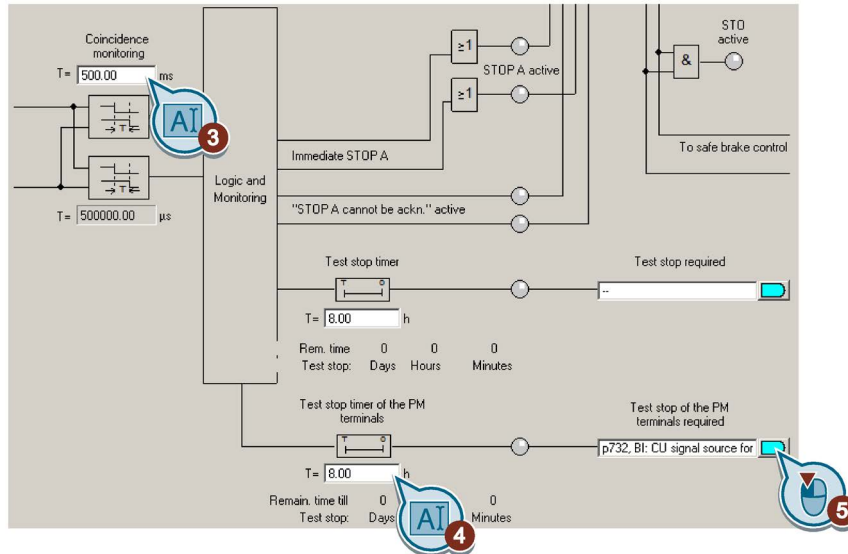 Coincidence
monitoring
T= 500.00 ms
AI
3
T= 500000.00 µs
Logic and
Monitoring
≥1
≥1
STOP A active
Immediate STOP A
"STOP A cannot be ackn." active
STO
active
&
To safe brake control
Test stop timer
T= 8.00 h
Rem. time 0 0 0
Test stop: Days Hours Minutes
Test stop required
--
Test stop timer of the PM
terminals
T= 8.00 h
Remain. time till 0 0
Test stop: Days Minutes
AI
4
Test stop of the PM
terminals required
p732, BI: CU signal source for
5